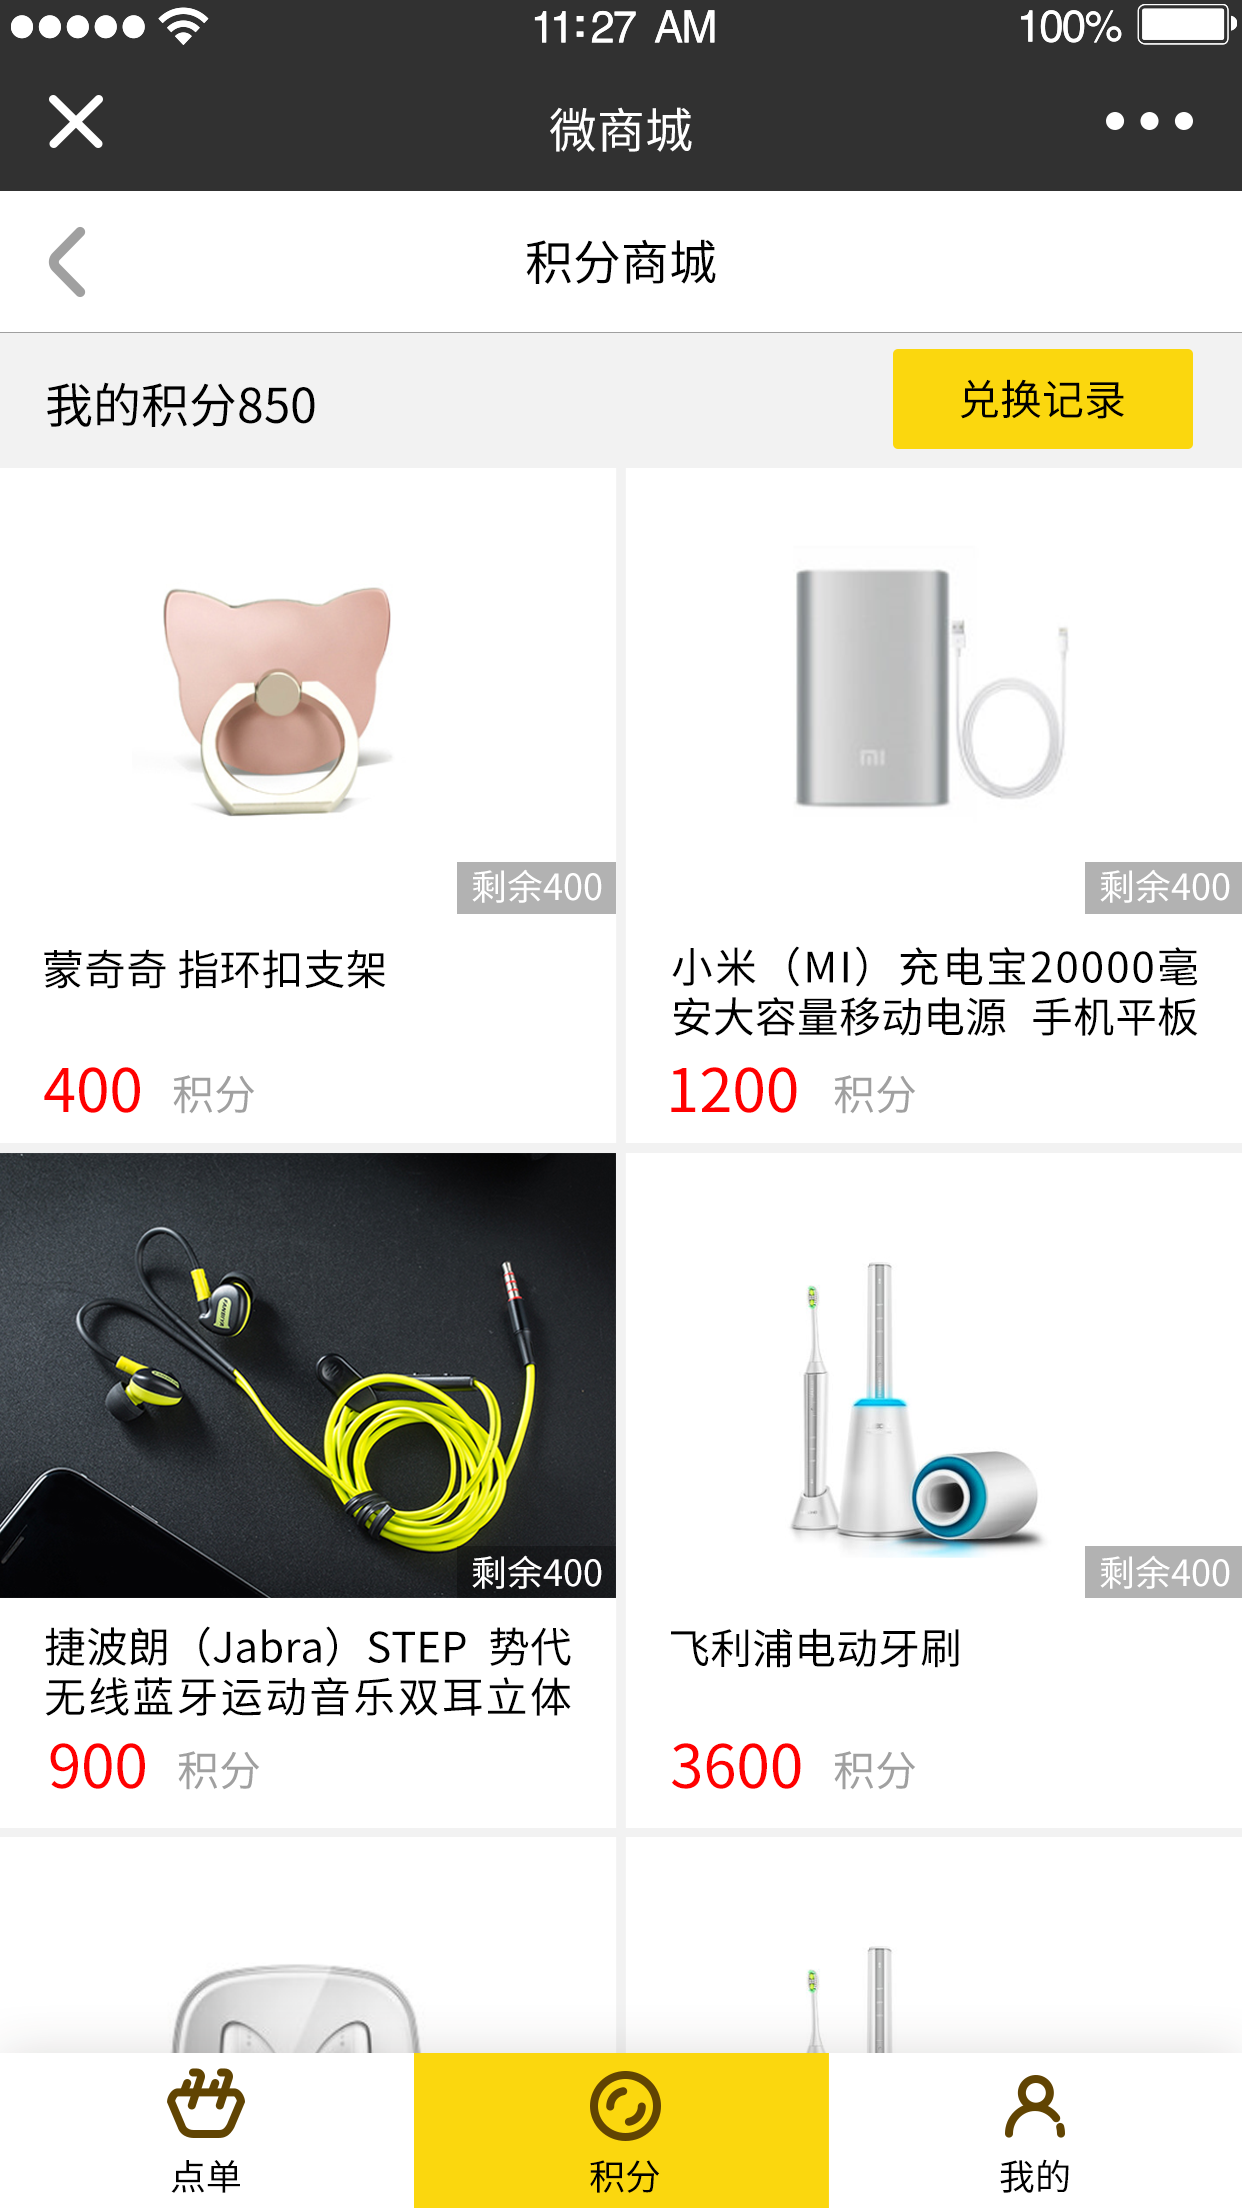 11:27 AM
100%
微商城
积分商城
我的积分850
兑换记录
mi
剩余400
剩余400
蒙奇奇 指环扣支架
小米（MI）充电宝20000毫
安大容量移动电源 手机平板
400 积分
1200 积分
剩余400
剩余400
捷波朗（Jabra）STEP 势代
无线蓝牙运动音乐双耳立体
飞利浦电动牙刷
900 积分
3600 积分
点单
积分
我的